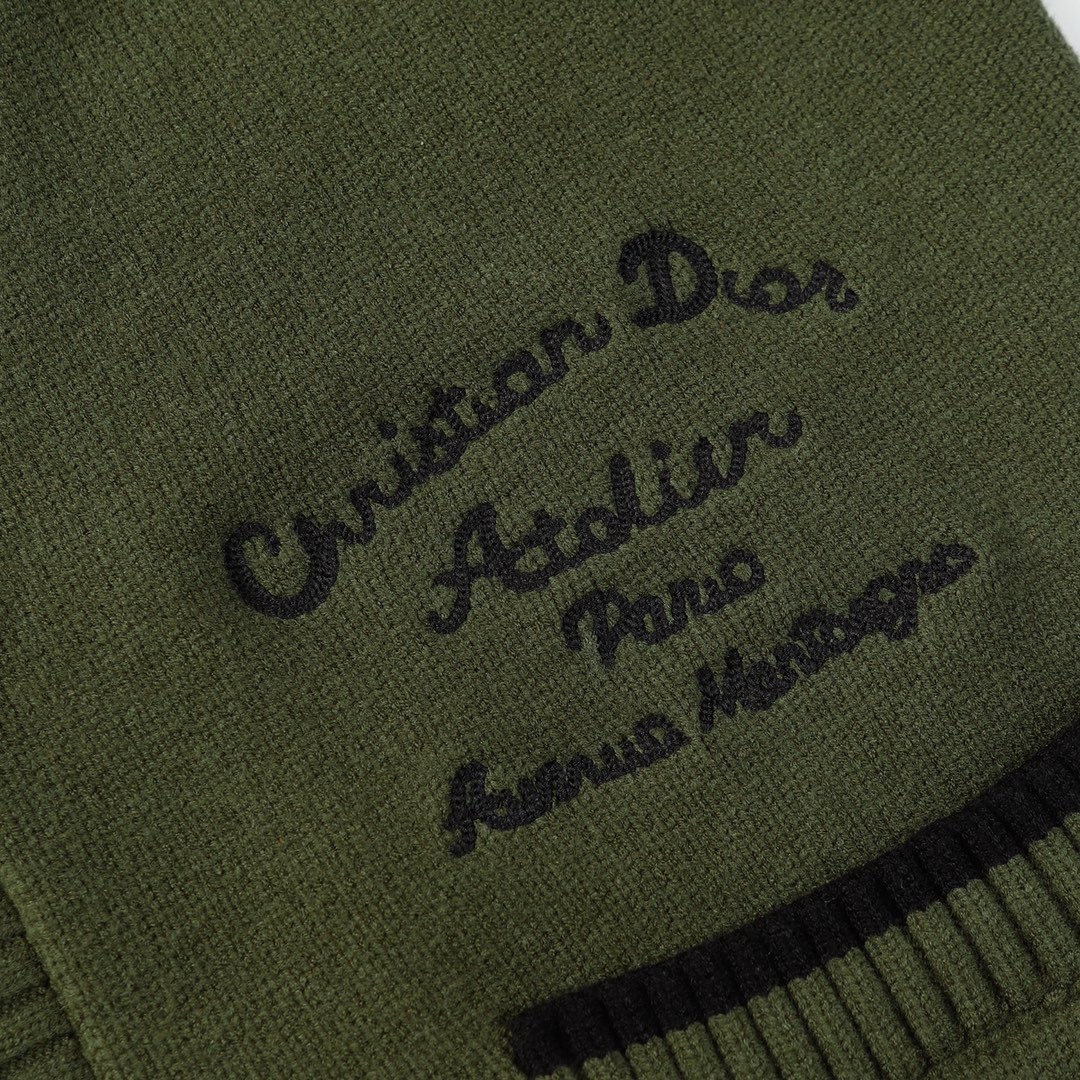 Christian Dior
Atelier
Paris
Avenue Montaigne